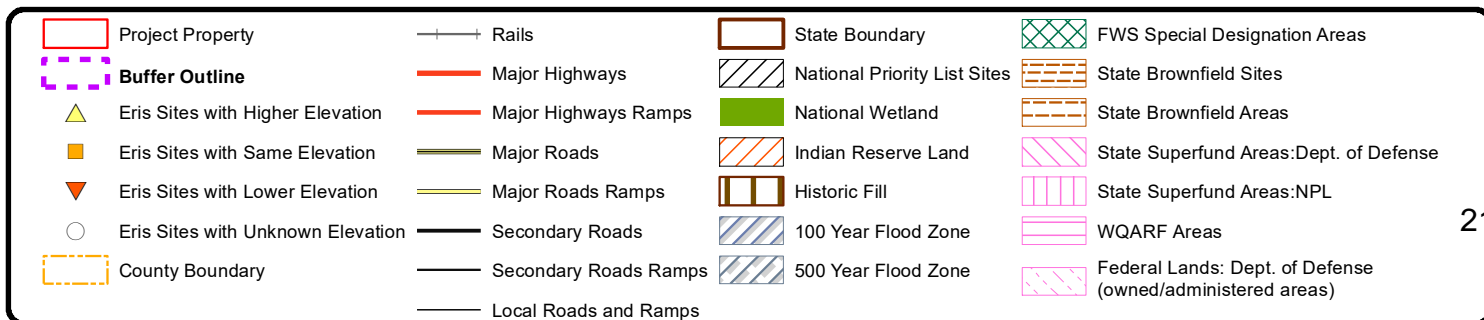 Project Property
Buffer Outline
Eris Sites with Higher Elevation
Eris Sites with Same Elevation
Eris Sites with Lower Elevation
Eris Sites with Unknown Elevation
County Boundary
Rails
Major Highways
Major Highways Ramps
Major Roads
Major Roads Ramps
Secondary Roads
Secondary Roads Ramps
Local Roads and Ramps
State Boundary
National Priority List Sites
National Wetland
Indian Reserve Land
Historic Fill
100 Year Flood Zone
500 Year Flood Zone
FWS Special Designation Areas
State Brownfield Sites
State Brownfield Areas
State Superfund Areas:Dept. of Defense
State Superfund Areas:NPL
WQARF Areas
Federal Lands: Dept. of Defense
(owned/administered areas)